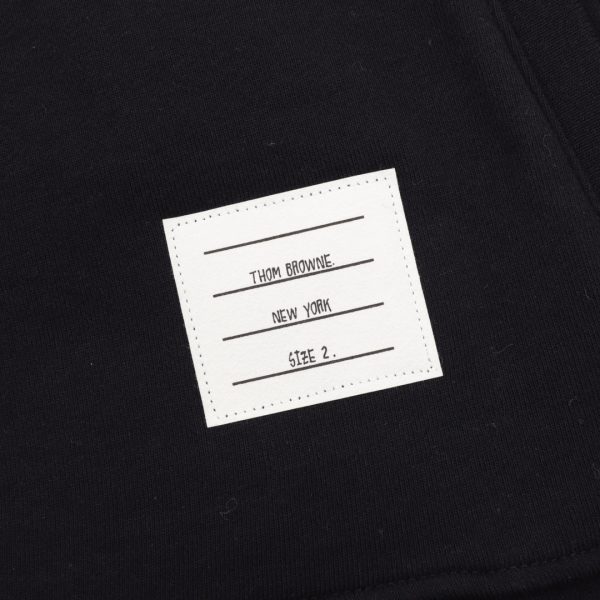 THOM BROWNE.
NEW YORK
SIZE 2.